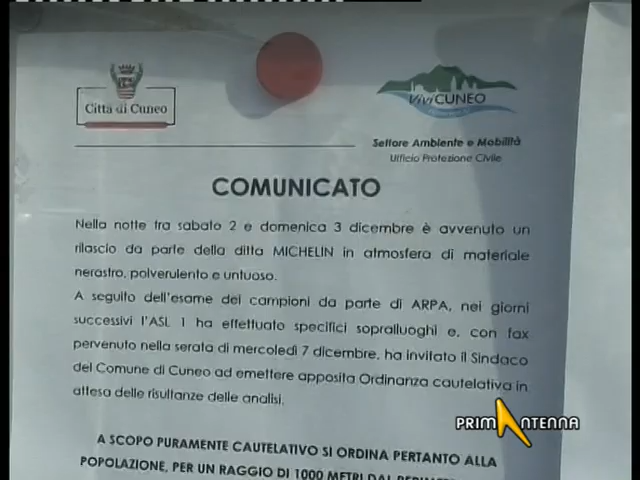 Città di Cuneo
ViviCUNEO
Settore Ambiente e Mobilità
Ufficio Protezione Civile
COMUNICATO
Nella notte tra sabato 2 e domenica 3 dicembre è avvenuto un
rilascio da parte della ditta MICHELIN in atmosfera di materiale
nerastro, polverulento e untuoso.
A seguito dell'esame dei campioni da parte di ARPA, nei giorni
successivi l'ASL 1 ha effettuato specifici sopralluoghi e, con fax
pervenuto nella serata di mercoledì 7 dicembre, ha invitato il Sindaco
del Comune di Cuneo ad emettere apposita Ordinanza cautelativa in
attesa delle risultanze delle analisi.
PRIMANTENNA
A SCOPO PURAMENTE CAUTELATIVO SI ORDINA PERTANTO ALLA
POPOLAZIONE, PER UN RAGGIO DI 1000 METRI DAL